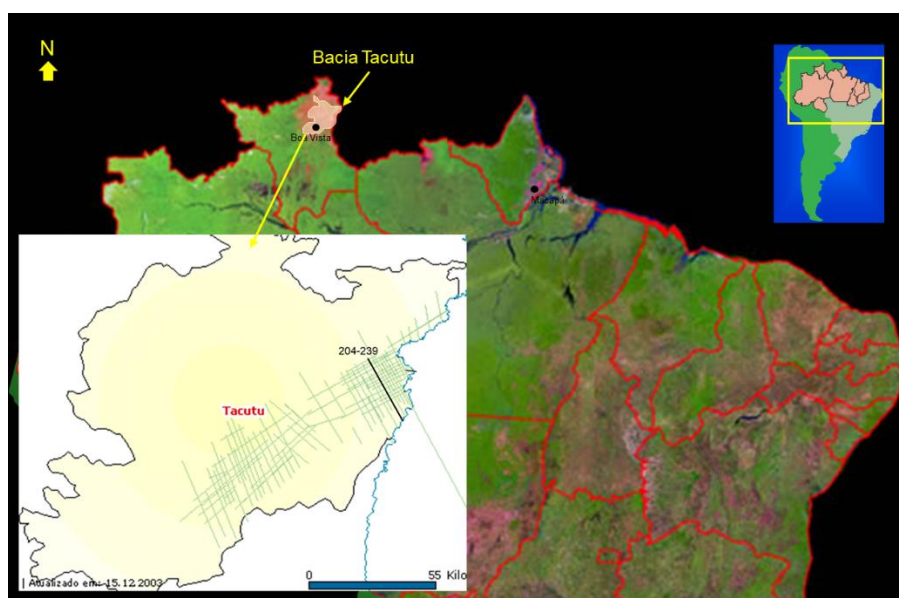 N
Bacia Tacutu
Boa Vista
Macapá
204-239
Tacutu
| Atualizado em: 15.12.2003
0 55 Kilo